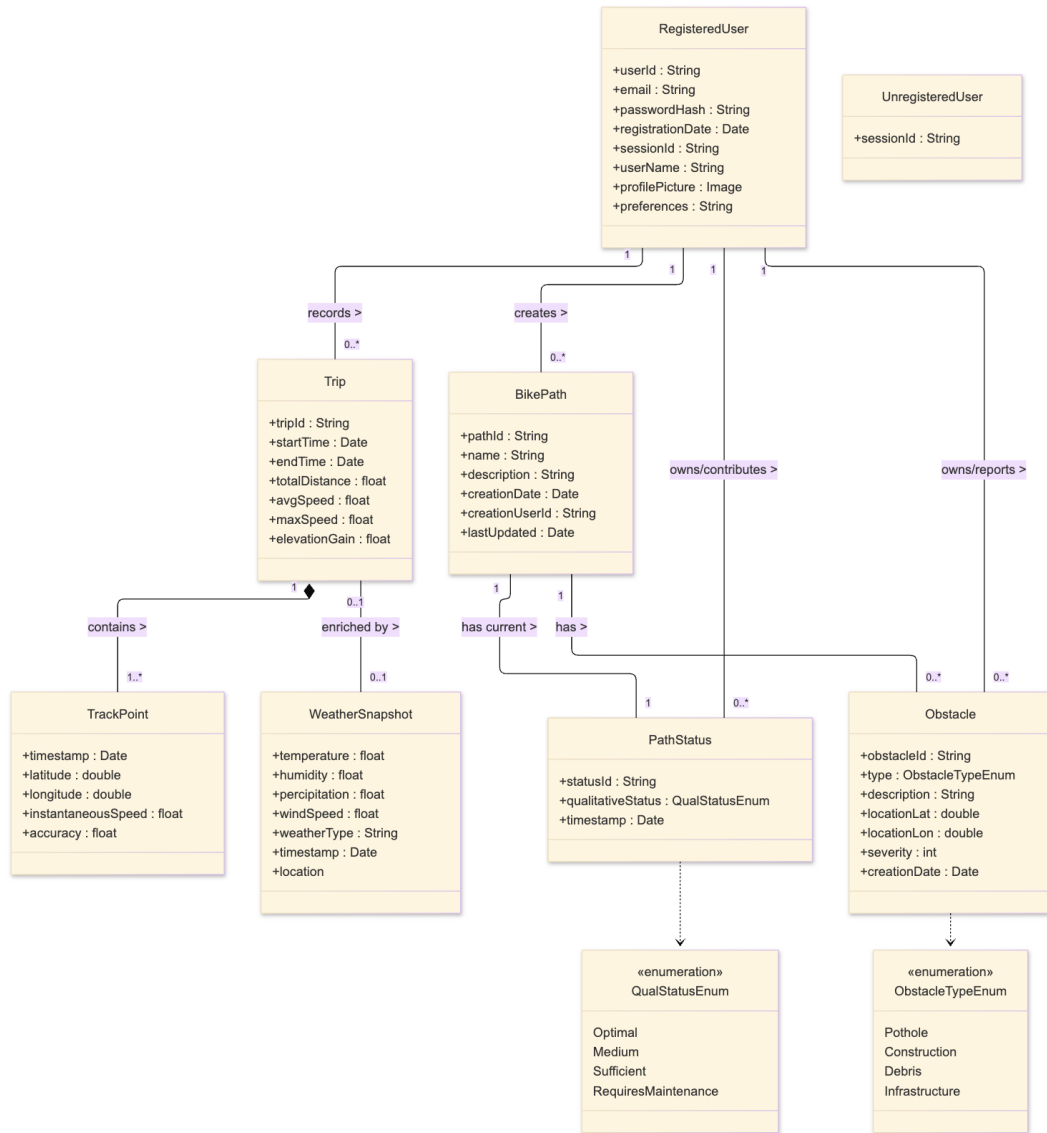 RegisteredUser
+userId : String
+email : String
+passwordHash : String
+registrationDate : Date
+sessionId : String
+userName : String
+profilePicture : Image
+preferences : String
UnregisteredUser
+sessionId : String
1
1
1
1
records >
creates >
owns/contributes >
owns/reports >
0..*
0..*
Trip
+tripId : String
+startTime : Date
+endTime : Date
+totalDistance : float
+avgSpeed : float
+maxSpeed : float
+elevationGain : float
BikePath
+pathId : String
+name : String
+description : String
+creationDate : Date
+creationUserId : String
+lastUpdated : Date
1
0..1
1
1
contains >
enriched by >
has current >
has >
1..*
0..1
1
0..*
0..*
0..*
TrackPoint
+timestamp : Date
+latitude : double
+longitude : double
+instantaneousSpeed : float
+accuracy : float
WeatherSnapshot
+temperature : float
+humidity : float
+percipitation : float
+windSpeed : float
+weatherType : String
+timestamp : Date
+location
PathStatus
+statusId : String
+qualitativeStatus : QualStatusEnum
+timestamp : Date
Obstacle
+obstacleId : String
+type : ObstacleTypeEnum
+description : String
+locationLat : double
+locationLon : double
+severity : int
+creationDate : Date
«enumeration»
QualStatusEnum
Optimal
Medium
Sufficient
RequiresMaintenance
«enumeration»
ObstacleTypeEnum
Pothole
Construction
Debris
Infrastructure